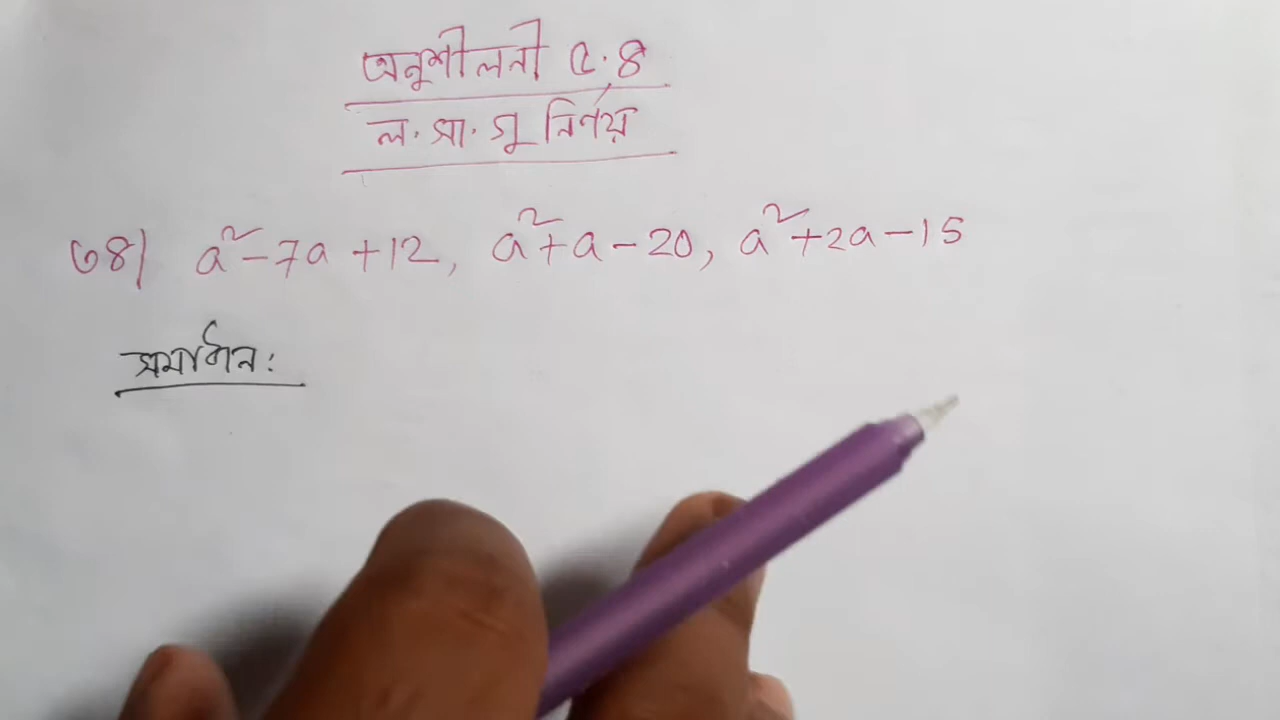 অনুশীলনী ৫.৪
ল.সা.গু নির্ণয়
৩৪) a²-7a+12, a²+a-20, a²+2a-15
সমাধান: